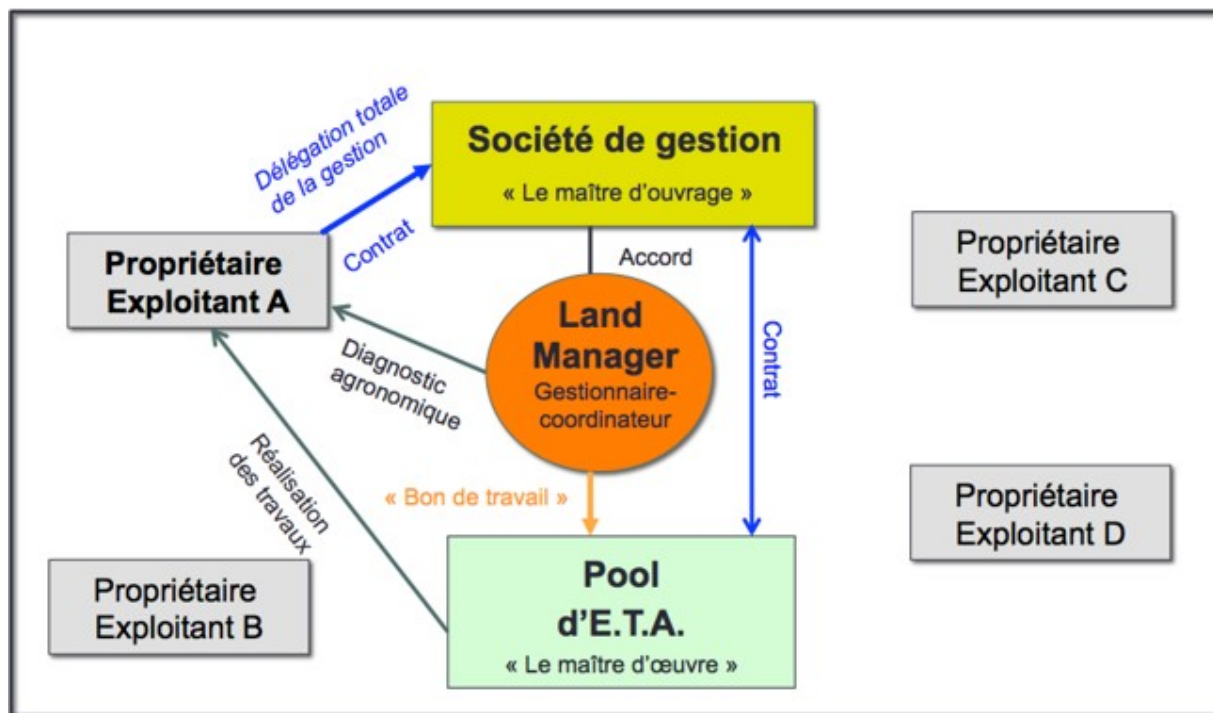 Délégation totale
de la gestion
Contrat
Société de gestion
« Le maître d'ouvrage »
Propriétaire
Exploitant A
Accord
Propriétaire
Exploitant C
Land
Manager
Gestionnaire-
coordinateur
Diagnostic
agronomique
Contrat
Réalisation
des travaux
« Bon de travail »
Propriétaire
Exploitant D
Propriétaire
Exploitant B
Pool
d'E.T.A.
« Le maître d'œuvre »